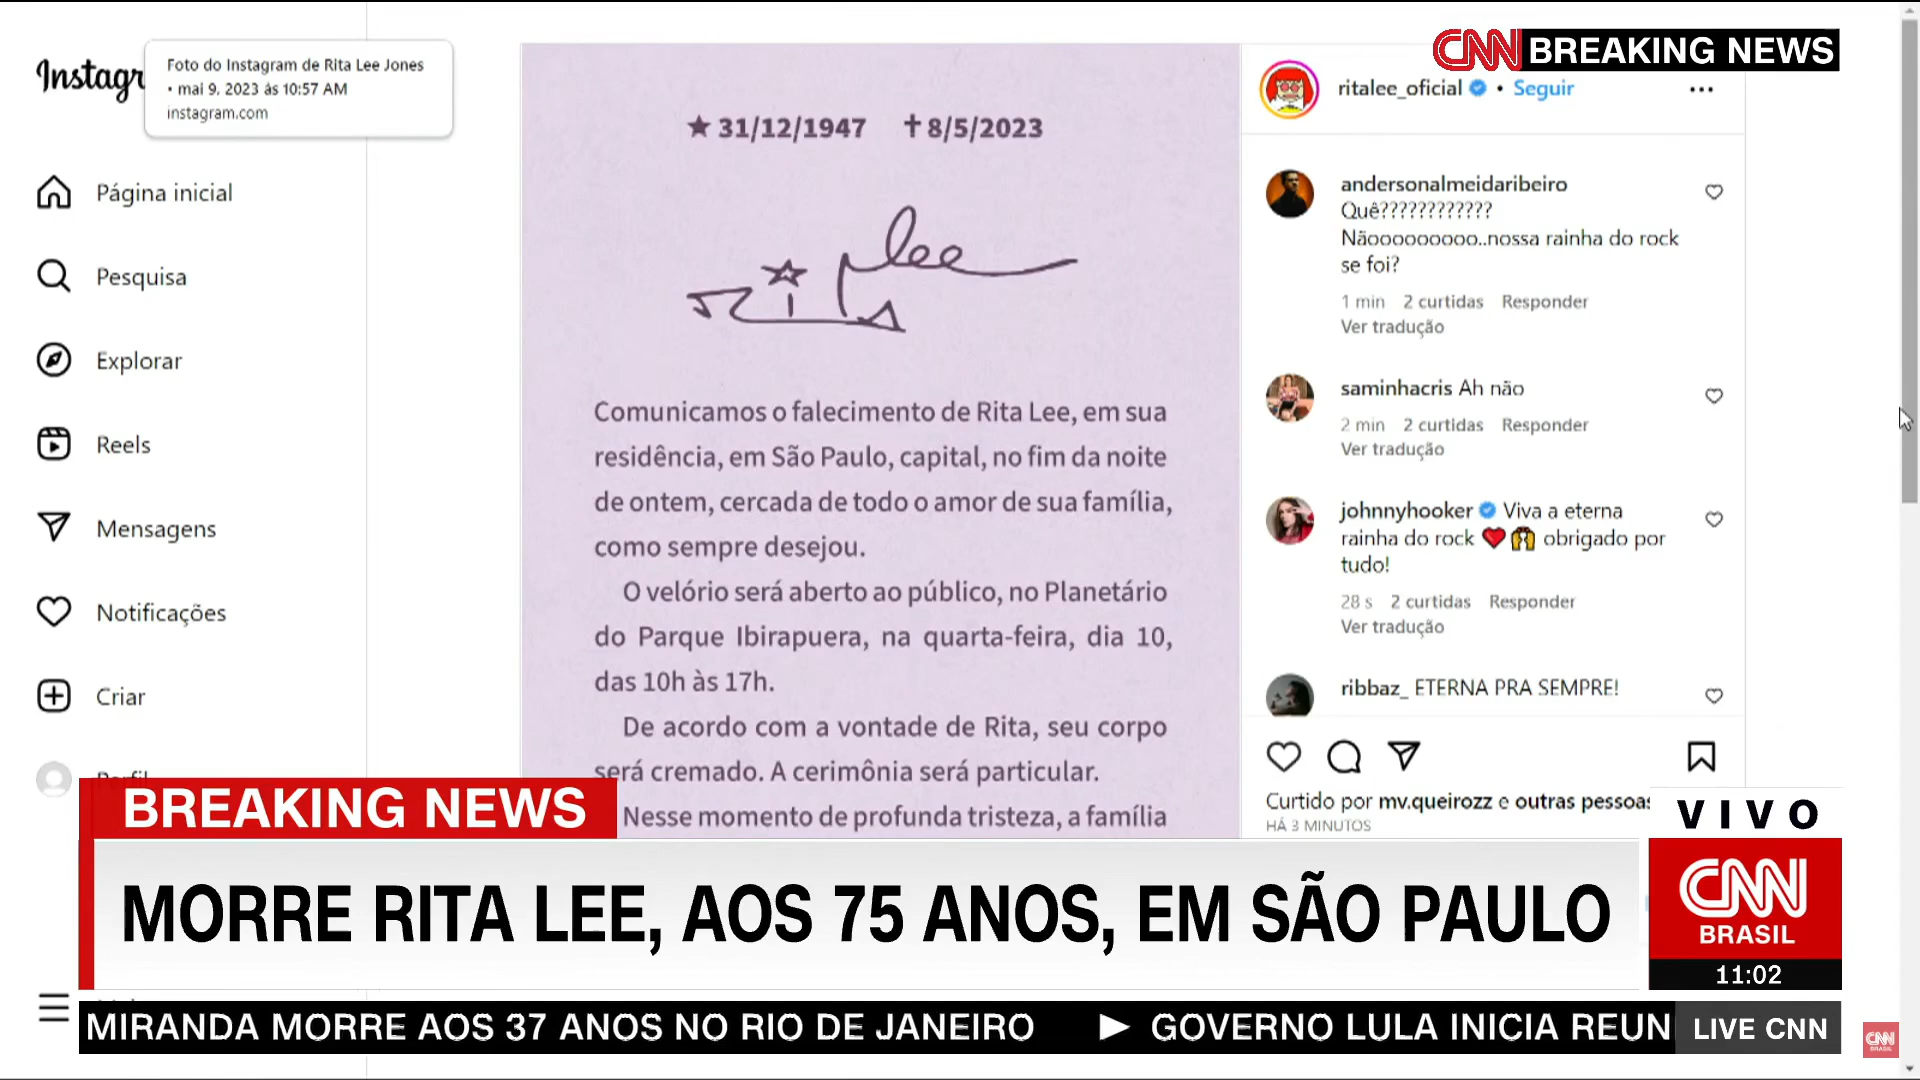 Instagr
Foto do Instagram de Rita Lee Jones
• mai 9, 2023 ás 10:57 AM
instagram.com
Página inicial
Pesquisa
Explorar
Reels
Mensagens
Notificações
Criar
★ 31/12/1947 ✝ 8/5/2023
rita lee
Comunicamos o falecimento de Rita Lee, em sua
residência, em São Paulo, capital, no fim da noite
de ontem, cercada de todo o amor de sua família,
como sempre desejou.
O velório será aberto ao público, no Planetário
do Parque Ibirapuera, na quarta-feira, dia 10,
das 10h às 17h.
De acordo com a vontade de Rita, seu corpo
será cremado. A cerimônia será particular.
Nesse momento de profunda tristeza, a família
CNN BREAKING NEWS
ritalee_oficial • Seguir
andersonalmeidaribeiro
Quê????????????
Nãooooooooo..nossa rainha do rock
se foi?
1 min 2 curtidas Responder
Ver tradução
saminhacris Ah não
2 min 2 curtidas Responder
Ver tradução
johnnyhooker Viva a eterna
rainha do rock ❤️🙌 obrigado por
tudo!
28 s 2 curtidas Responder
Ver tradução
ribbaz_ ETERNA PRA SEMPRE!
Curtido por mv.queirozz e outras pessoas
HÁ 3 MINUTOS
BREAKING NEWS
MORRE RITA LEE, AOS 75 ANOS, EM SÃO PAULO
VIVO
CNN
BRASIL
11:02
MIRANDA MORRE AOS 37 ANOS NO RIO DE JANEIRO ▶ GOVERNO LULA INICIA REUN
LIVE CNN
CNN
BRASIL